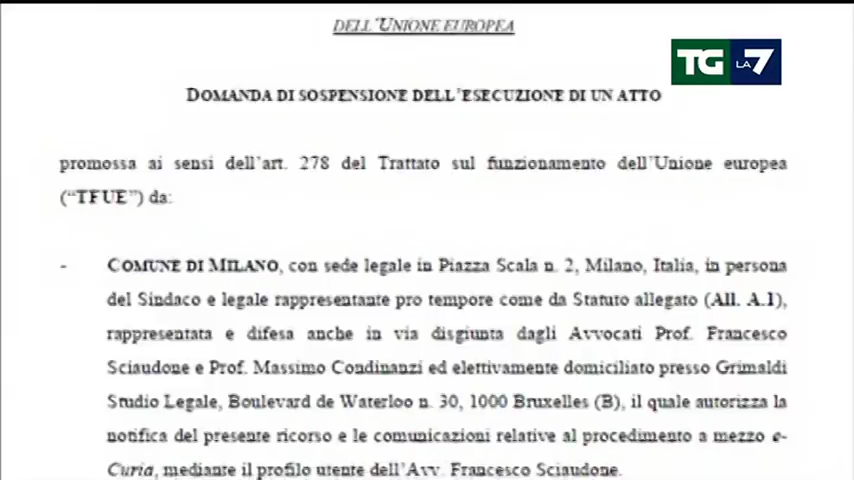 DELL'UNIONE EUROPEA
TG LA7
DOMANDA DI SOSPENSIONE DELL'ESECUZIONE DI UN ATTO
promossa ai sensi dell'art. 278 del Trattato sul funzionamento dell'Unione europea
("TFUE") da:
- COMUNE DI MILANO, con sede legale in Piazza Scala n. 2, Milano, Italia, in persona
del Sindaco e legale rappresentante pro tempore come da Statuto allegato (All. A.1),
rappresentata e difesa anche in via disgiunta dagli Avvocati Prof. Francesco
Sciaudone e Prof. Massimo Condinanzi ed elettivamente domiciliato presso Grimaldi
Studio Legale, Boulevard de Waterloo n. 30, 1000 Bruxelles (B), il quale autorizza la
notifica del presente ricorso e le comunicazioni relative al procedimento a mezzo e-
Curia, mediante il profilo utente dell'Avv. Francesco Sciaudone.